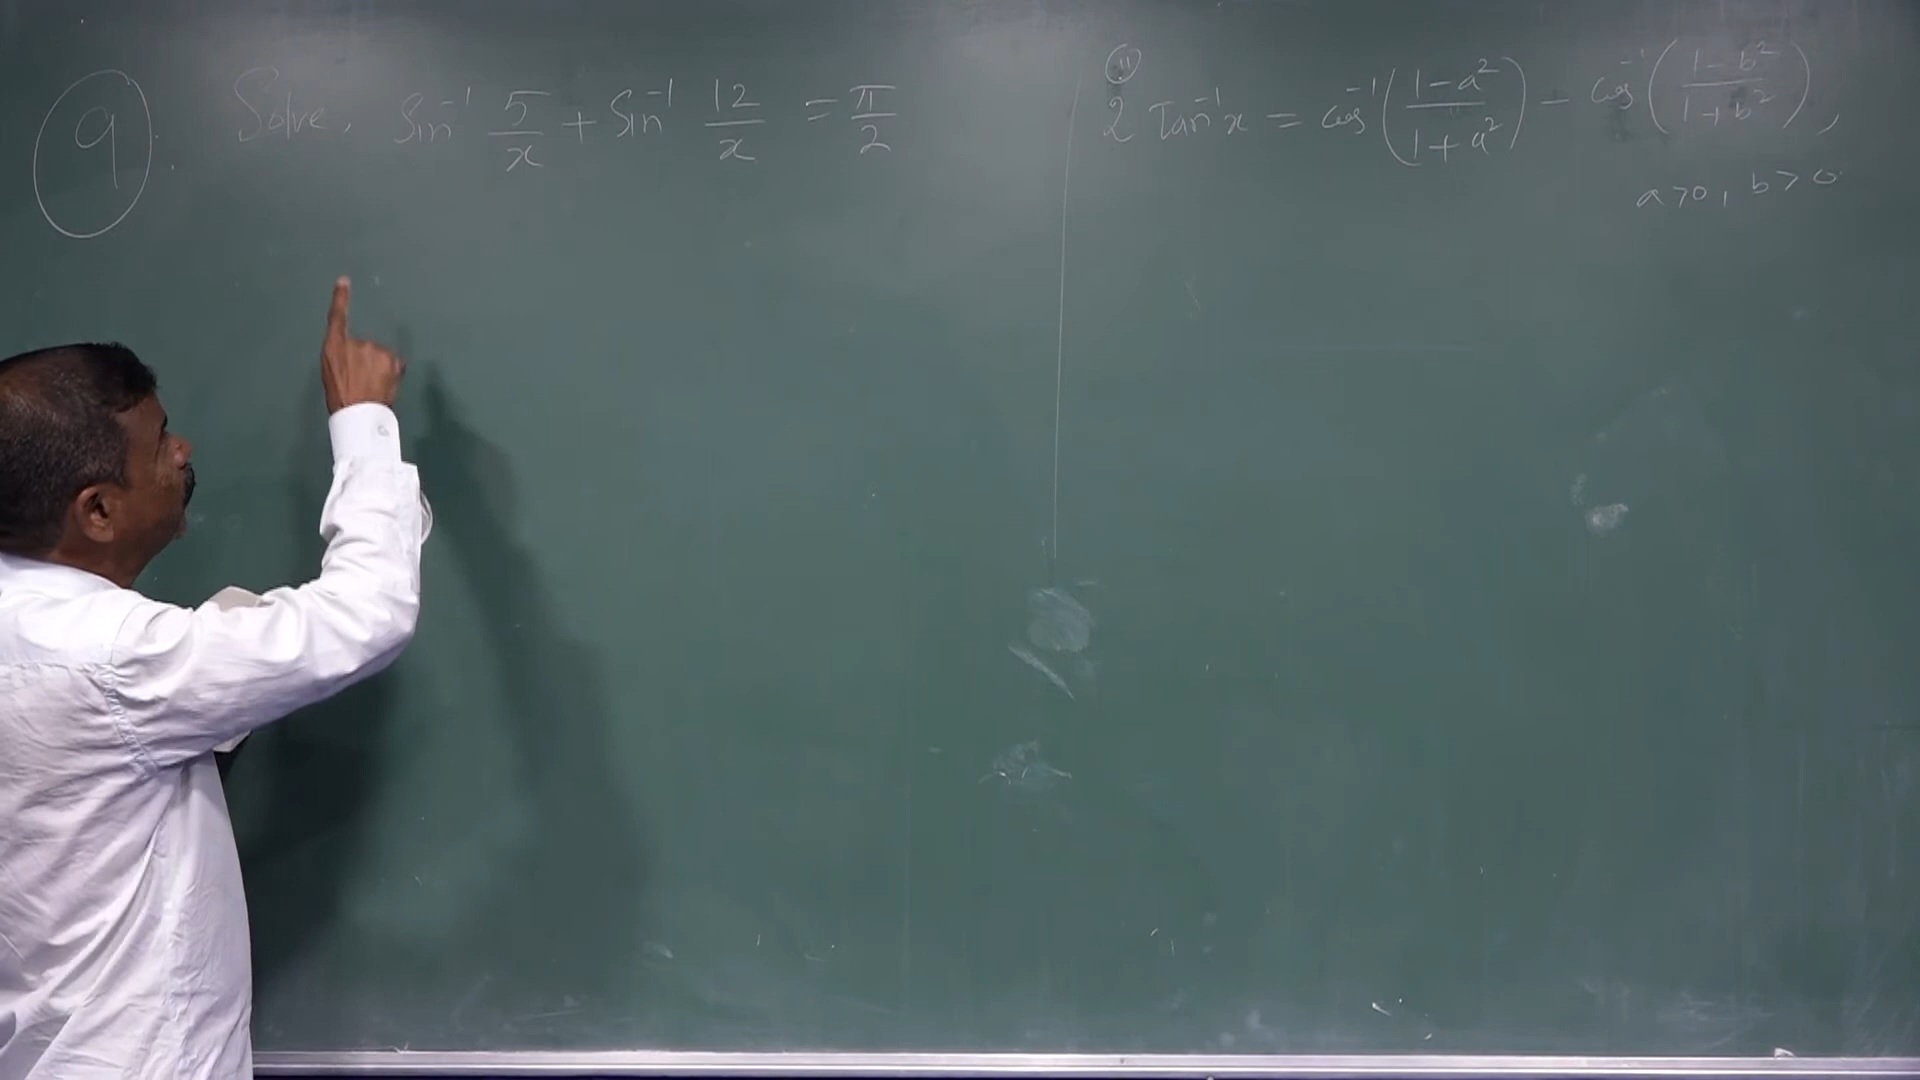 9. Solve, Sin⁻¹ 5/x + Sin⁻¹ 12/x = π/2
ii
2 Tan⁻¹x = cos⁻¹((1-a²)/(1+a²)) - cos⁻¹((1-b²)/(1+b²)),
a>0, b>0